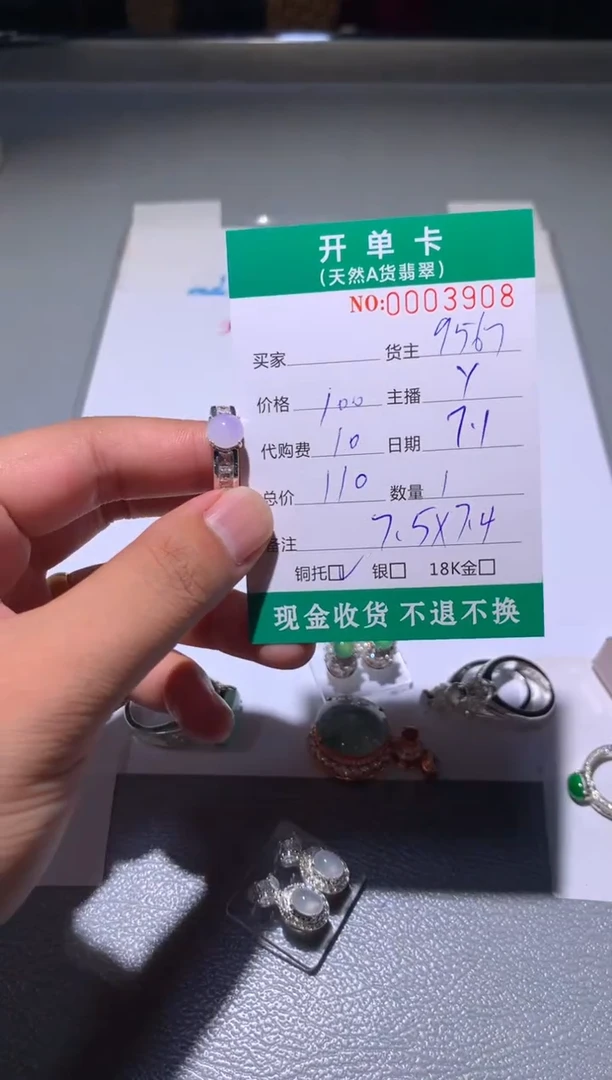 开单卡
(天然A货翡翠)
NO:0003908
买家 货主 9567
价格 100 主播 Y
代购费 10 日期 7.1
总价 110 数量 1
备注 7.5X7.4
铜托☑ 银□ 18K金□
现金收货 不退不换